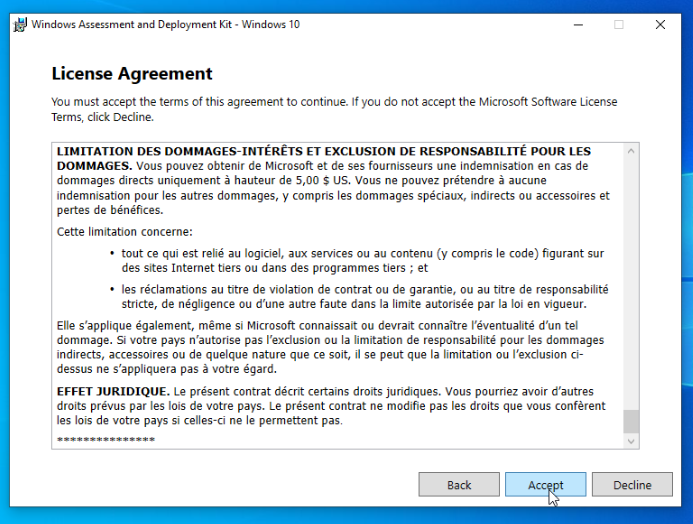 Windows Assessment and Deployment Kit - Windows 10
License Agreement
You must accept the terms of this agreement to continue. If you do not accept the Microsoft Software License
Terms, click Decline.
LIMITATION DES DOMMAGES-INTÉRÊTS ET EXCLUSION DE RESPONSABILITÉ POUR LES
DOMMAGES. Vous pouvez obtenir de Microsoft et de ses fournisseurs une indemnisation en cas de
dommages directs uniquement à hauteur de 5,00 $ US. Vous ne pouvez prétendre à aucune
indemnisation pour les autres dommages, y compris les dommages spéciaux, indirects ou accessoires et
pertes de bénéfices.
Cette limitation concerne:
• tout ce qui est relié au logiciel, aux services ou au contenu (y compris le code) figurant sur
des sites Internet tiers ou dans des programmes tiers ; et
• les réclamations au titre de violation de contrat ou de garantie, ou au titre de responsabilité
stricte, de négligence ou d'une autre faute dans la limite autorisée par la loi en vigueur.
Elle s'applique également, même si Microsoft connaissait ou devrait connaître l'éventualité d'un tel
dommage. Si votre pays n'autorise pas l'exclusion ou la limitation de responsabilité pour les dommages
indirects, accessoires ou de quelque nature que ce soit, il se peut que la limitation ou l'exclusion ci-
dessus ne s'appliquera pas à votre égard.
EFFET JURIDIQUE. Le présent contrat décrit certains droits juridiques. Vous pourriez avoir d'autres
droits prévus par les lois de votre pays. Le présent contrat ne modifie pas les droits que vous confèrent
les lois de votre pays si celles-ci ne le permettent pas.
***************
Back
Accept
Decline